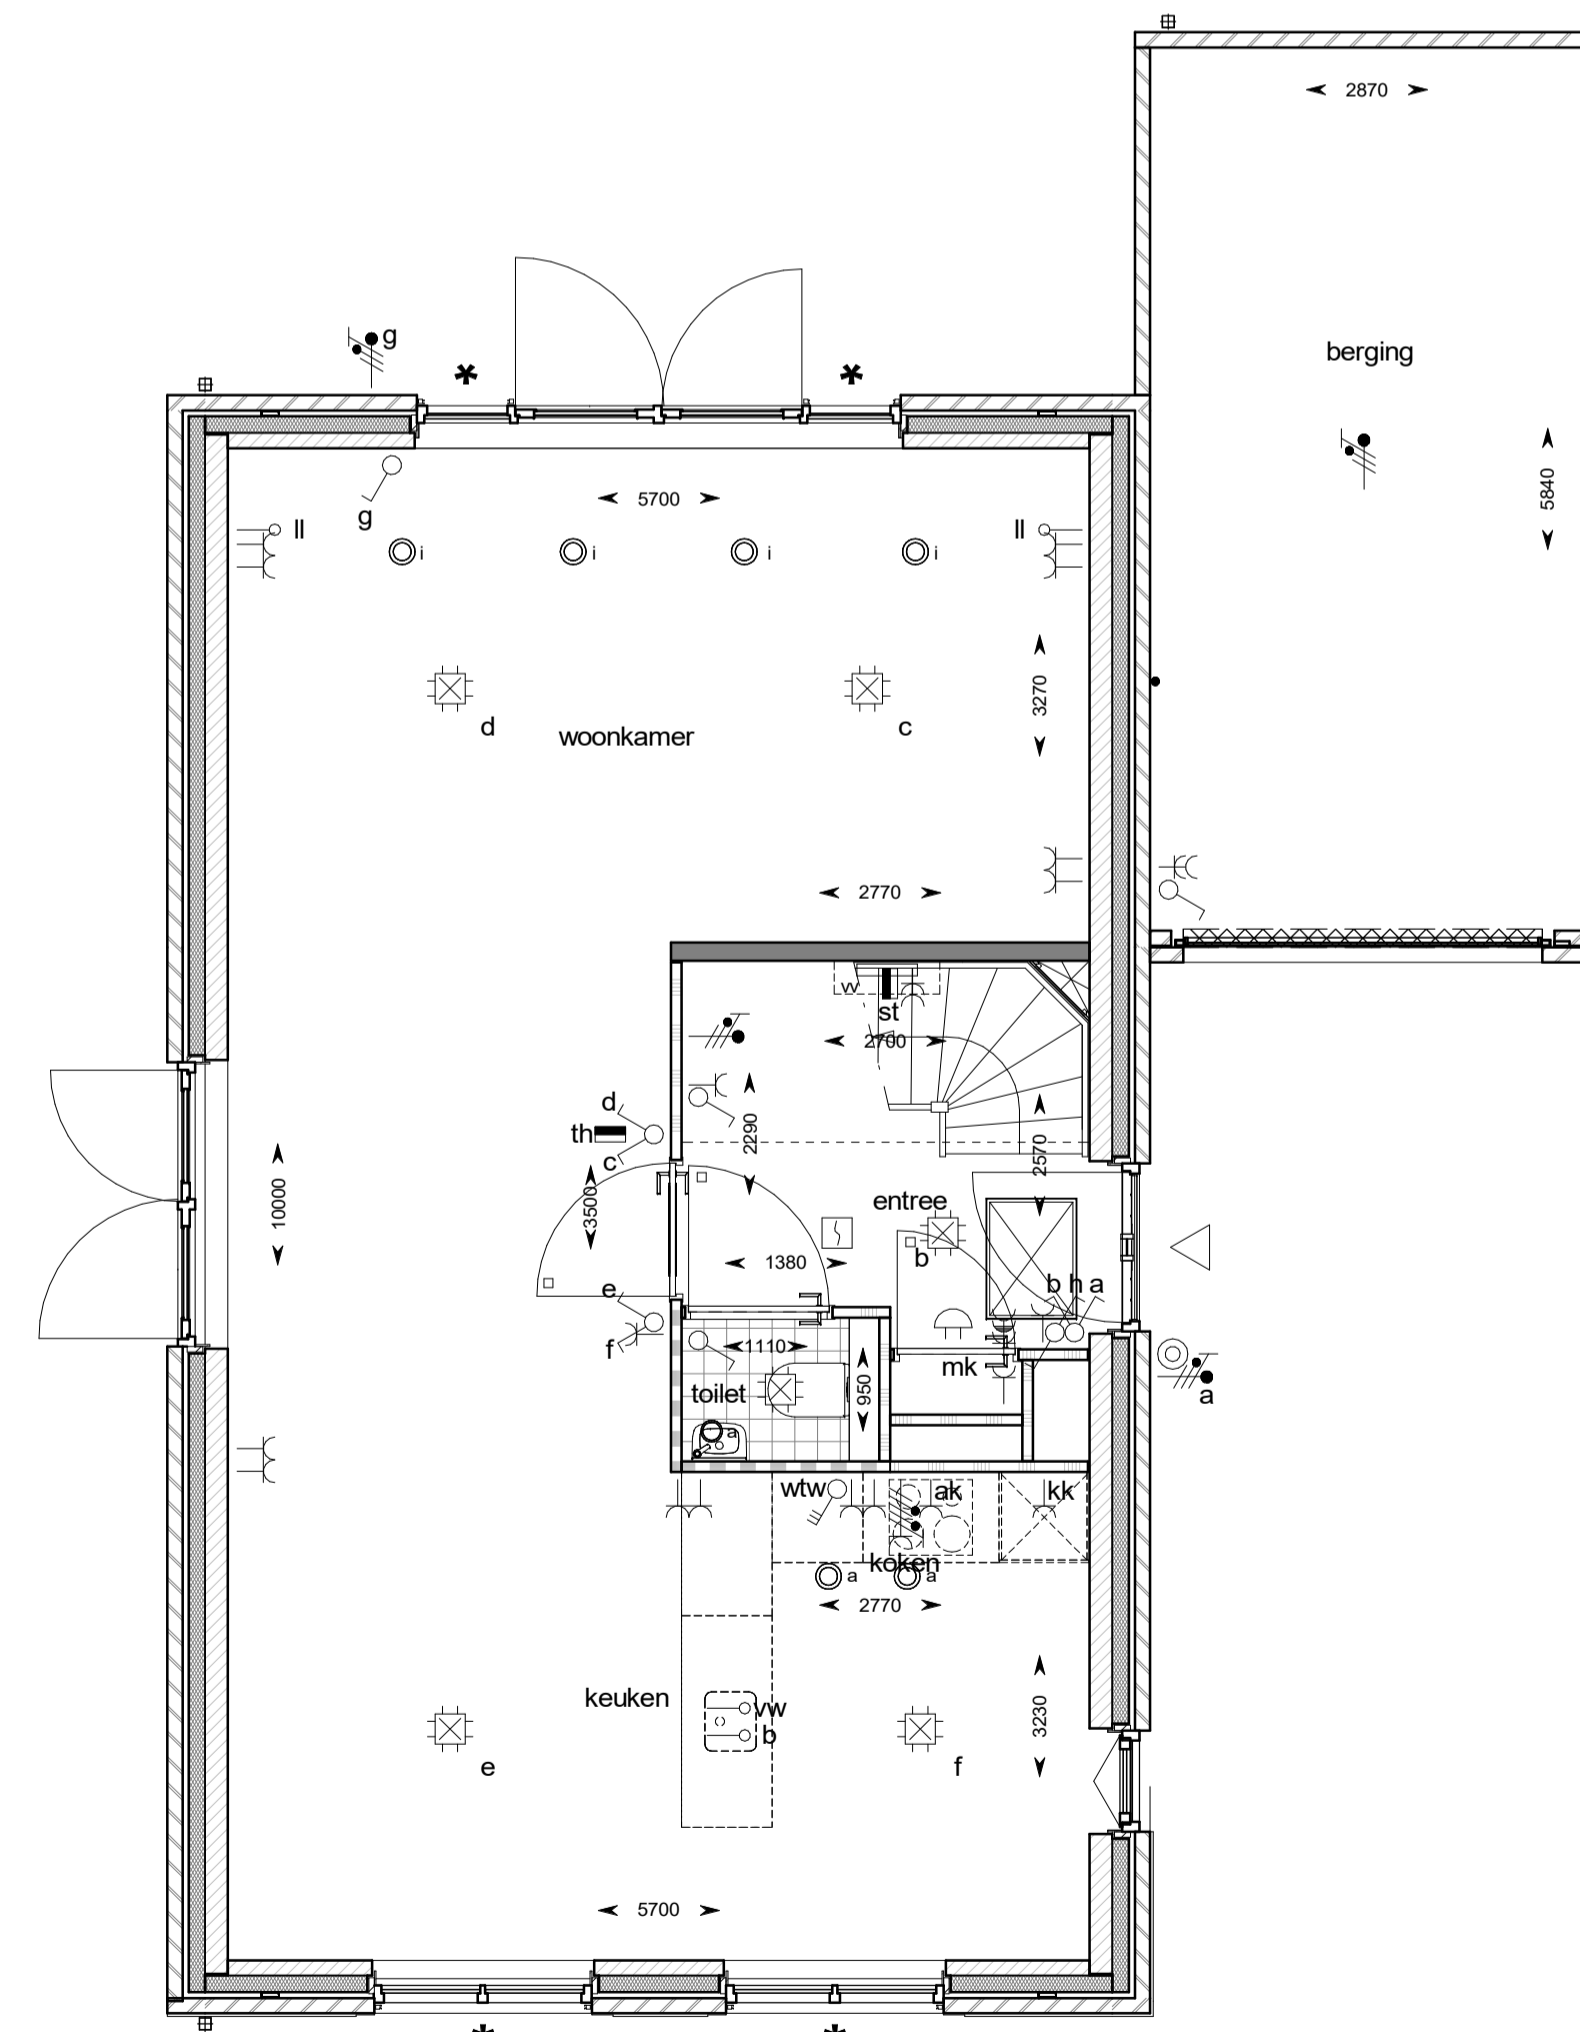 2870
g
*
*
berging
g
5700
ll
ll
i
i
i
i
5840
3270
d
c
woonkamer
2770
st
2700
d
th
c
2290
2570
10000
3500
entree
b
1380
e
f
b h a
1110
950
mk
toilet
a
a
wtw
ak
kk
koken
a
a
2770
keuken
vw
b
3230
e
f
5700
*
*